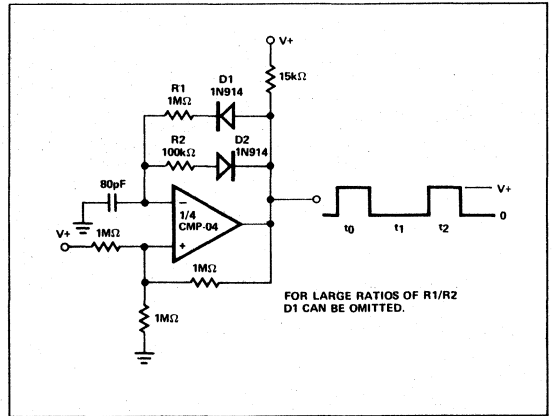 V+
15kΩ
R1
1MΩ
D1
1N914
R2
100kΩ
D2
1N914
80pF
−
1/4
CMP-04
+
V+
1MΩ
1MΩ
1MΩ
V+
0
t0
t1
t2
FOR LARGE RATIOS OF R1/R2
D1 CAN BE OMITTED.